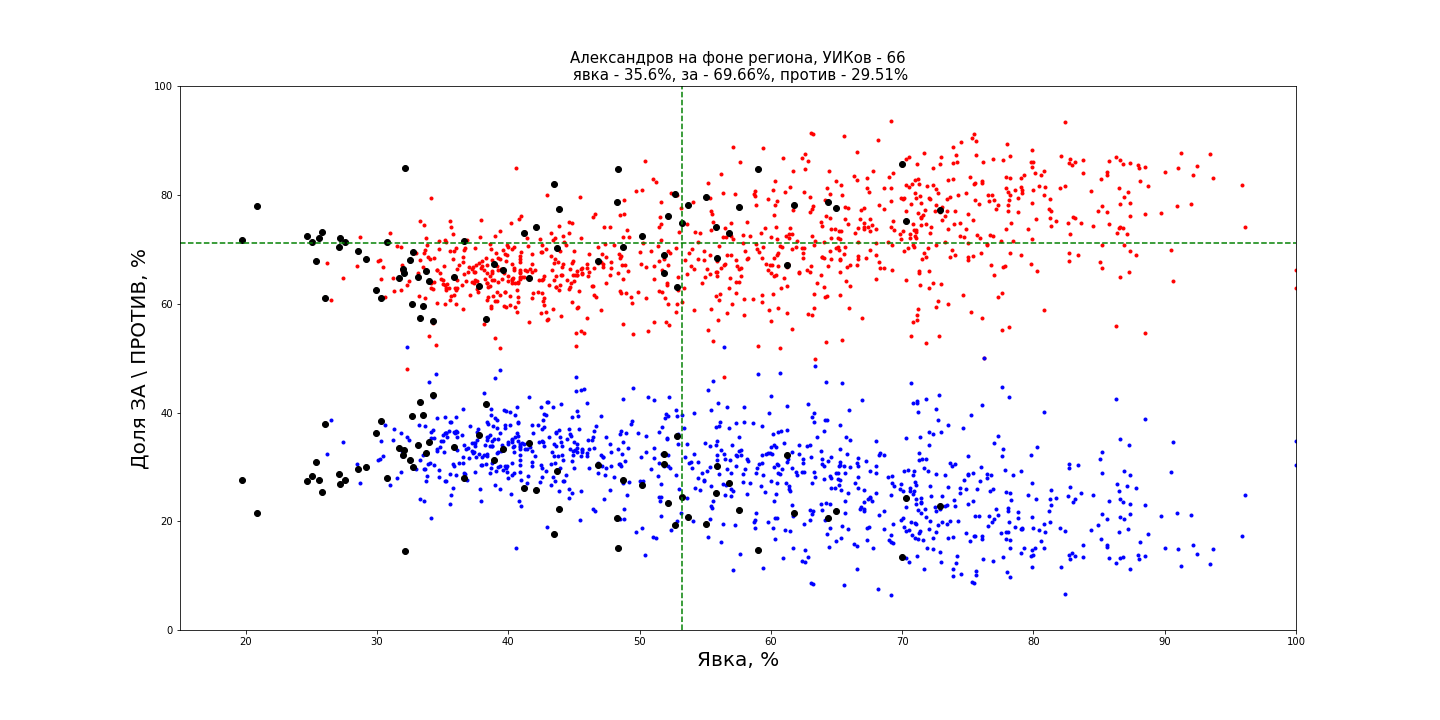 Александров на фоне региона, УИКов - 66
явка - 35.6%, за - 69.66%, против - 29.51%
Доля ЗА \ ПРОТИВ, %
100
80
60
40
20
0
20 30 40 50 60 70 80 90 100
Явка, %